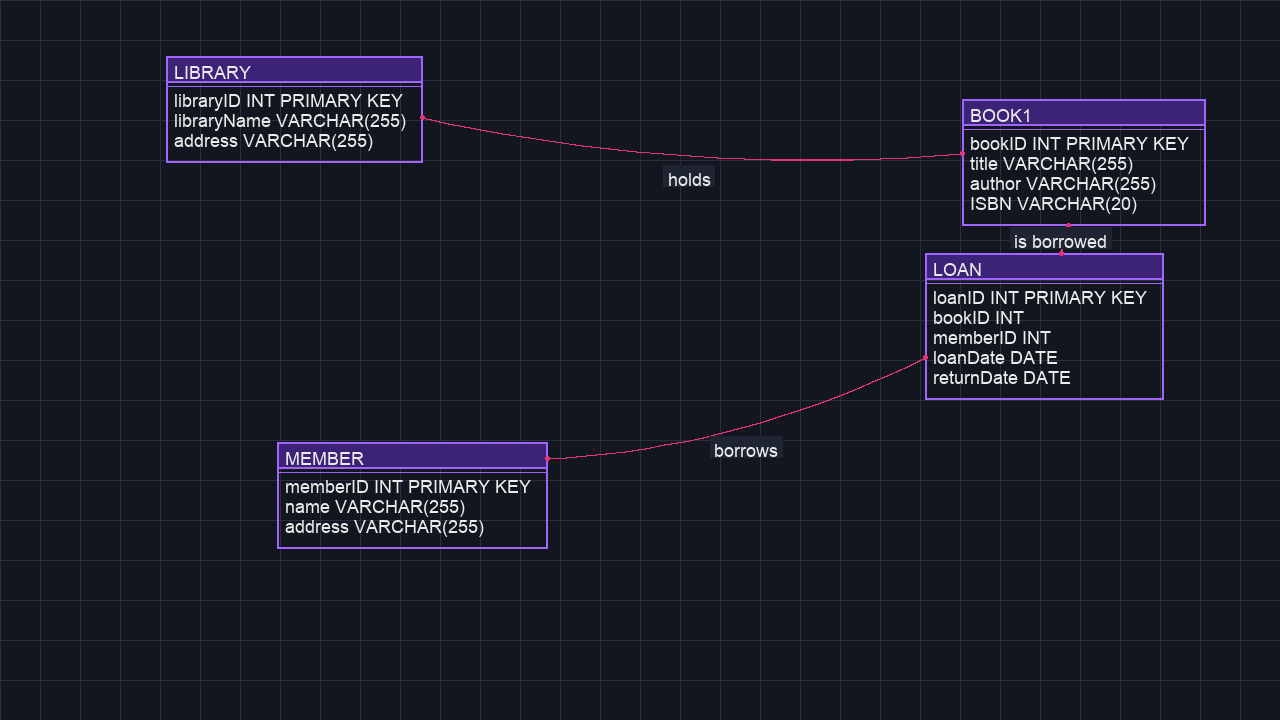 LIBRARY
libraryID INT PRIMARY KEY
libraryName VARCHAR(255)
address VARCHAR(255)
holds
BOOK1
bookID INT PRIMARY KEY
title VARCHAR(255)
author VARCHAR(255)
ISBN VARCHAR(20)
is borrowed
LOAN
loanID INT PRIMARY KEY
bookID INT
memberID INT
loanDate DATE
returnDate DATE
borrows
MEMBER
memberID INT PRIMARY KEY
name VARCHAR(255)
address VARCHAR(255)